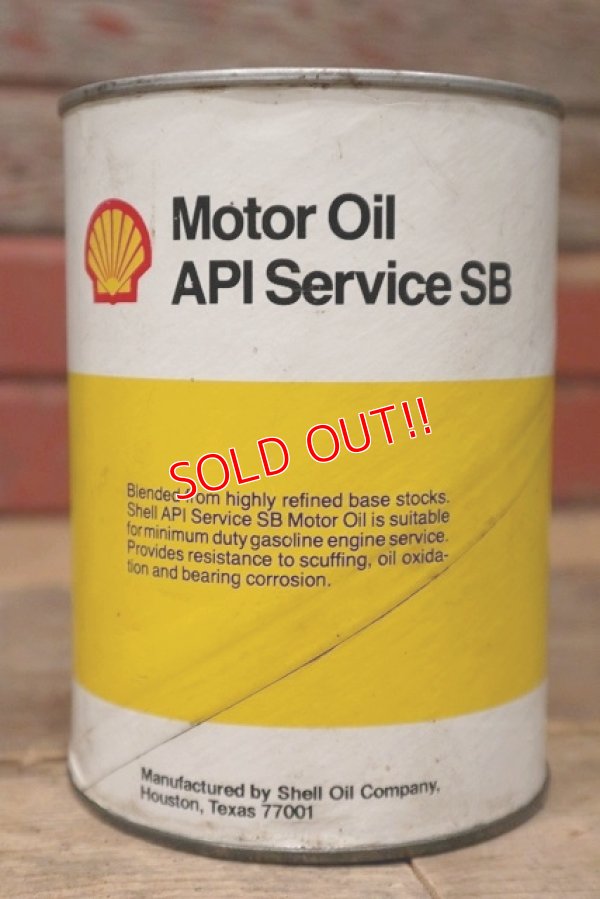 Motor Oil
API Service SB
SOLD OUT!!
Blended from highly refined base stocks.
Shell API Service SB Motor Oil is suitable
for minimum duty gasoline engine service.
Provides resistance to scuffing, oil oxida-
tion and bearing corrosion.
Manufactured by Shell Oil Company,
Houston, Texas 77001